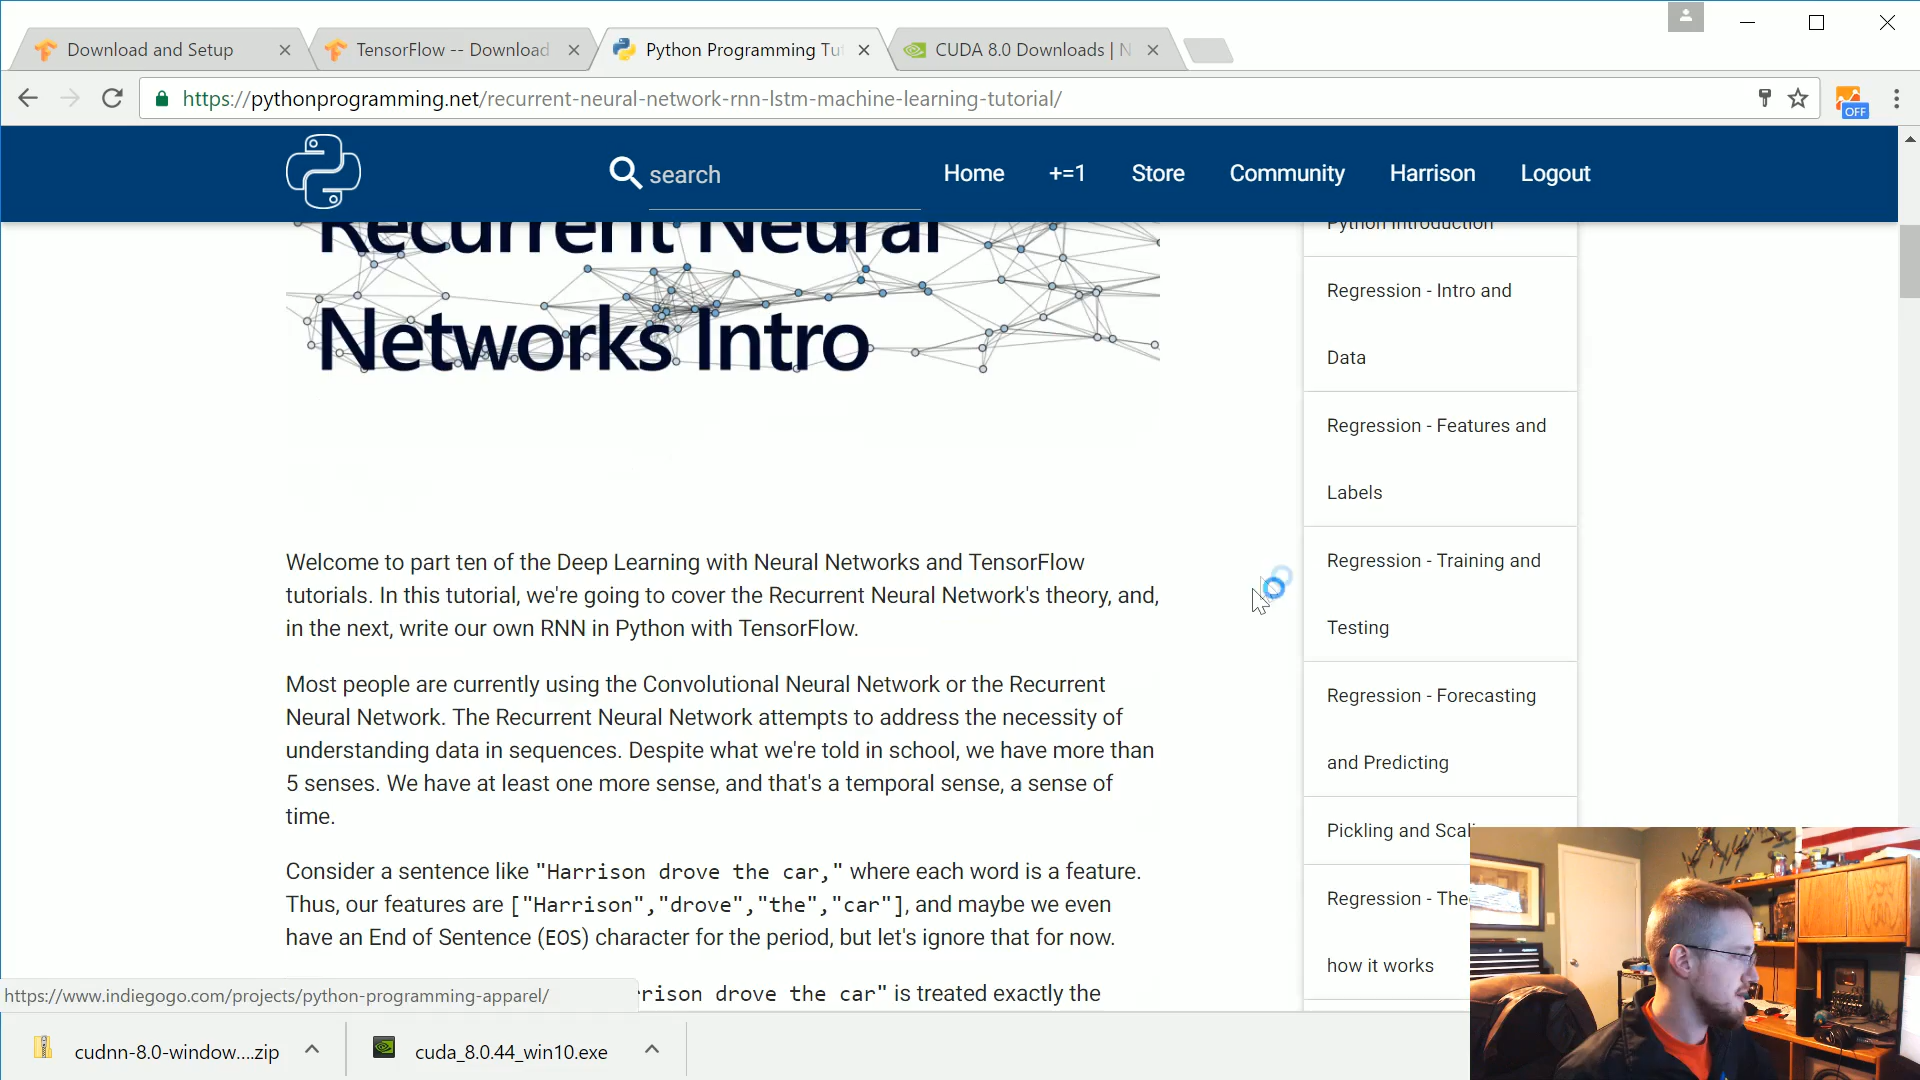 Download and Setup
TensorFlow -- Download
Python Programming Tu
CUDA 8.0 Downloads | N
https://pythonprogramming.net/recurrent-neural-network-rnn-lstm-machine-learning-tutorial/
OFF
search
Home
+=1
Store
Community
Harrison
Logout
Recurrent Neural
Networks Intro
Welcome to part ten of the Deep Learning with Neural Networks and TensorFlow
tutorials. In this tutorial, we're going to cover the Recurrent Neural Network's theory, and,
in the next, write our own RNN in Python with TensorFlow.
Most people are currently using the Convolutional Neural Network or the Recurrent
Neural Network. The Recurrent Neural Network attempts to address the necessity of
understanding data in sequences. Despite what we're told in school, we have more than
5 senses. We have at least one more sense, and that's a temporal sense, a sense of
time.
Consider a sentence like "Harrison drove the car," where each word is a feature.
Thus, our features are ["Harrison","drove","the","car"], and maybe we even
have an End of Sentence (EOS) character for the period, but let's ignore that for now.
rrison drove the car" is treated exactly the
Python Introduction
Regression - Intro and
Data
Regression - Features and
Labels
Regression - Training and
Testing
Regression - Forecasting
and Predicting
Pickling and Scali
Regression - The
how it works
https://www.indiegogo.com/projects/python-programming-apparel/
cudnn-8.0-window....zip
cuda_8.0.44_win10.exe